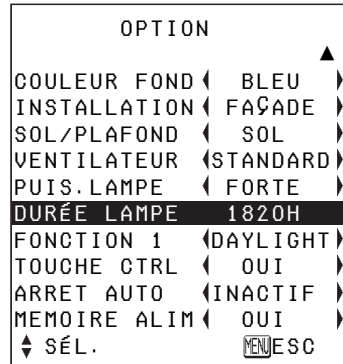 OPTION
COULEUR FOND BLEU
INSTALLATION FAÇADE
SOL/PLAFOND SOL
VENTILATEUR STANDARD
PUIS.LAMPE FORTE
DURÉE LAMPE 1820H
FONCTION 1 DAYLIGHT
TOUCHE CTRL OUI
ARRET AUTO INACTIF
MEMOIRE ALIM OUI
SÉL. MENU ESC